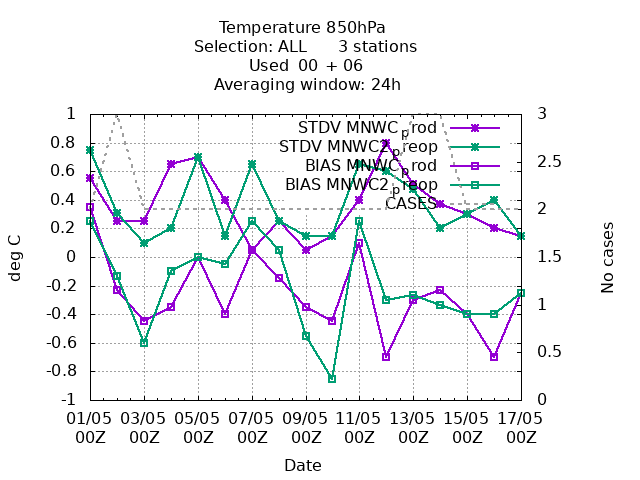 Temperature 850hPa
Selection: ALL 3 stations
Used 00 + 06
Averaging window: 24h
STDV MNWC_prod
STDV MNWC2_preop
BIAS MNWC_prod
BIAS MNWC2_preop
CASES
1
0.8
0.6
0.4
0.2
0
-0.2
-0.4
-0.6
-0.8
-1
deg C
3
2.5
2
1.5
1
0.5
0
No cases
01/05 03/05 05/05 07/05 09/05 11/05 13/05 15/05 17/05
00Z 00Z 00Z 00Z 00Z 00Z 00Z 00Z 00Z
Date